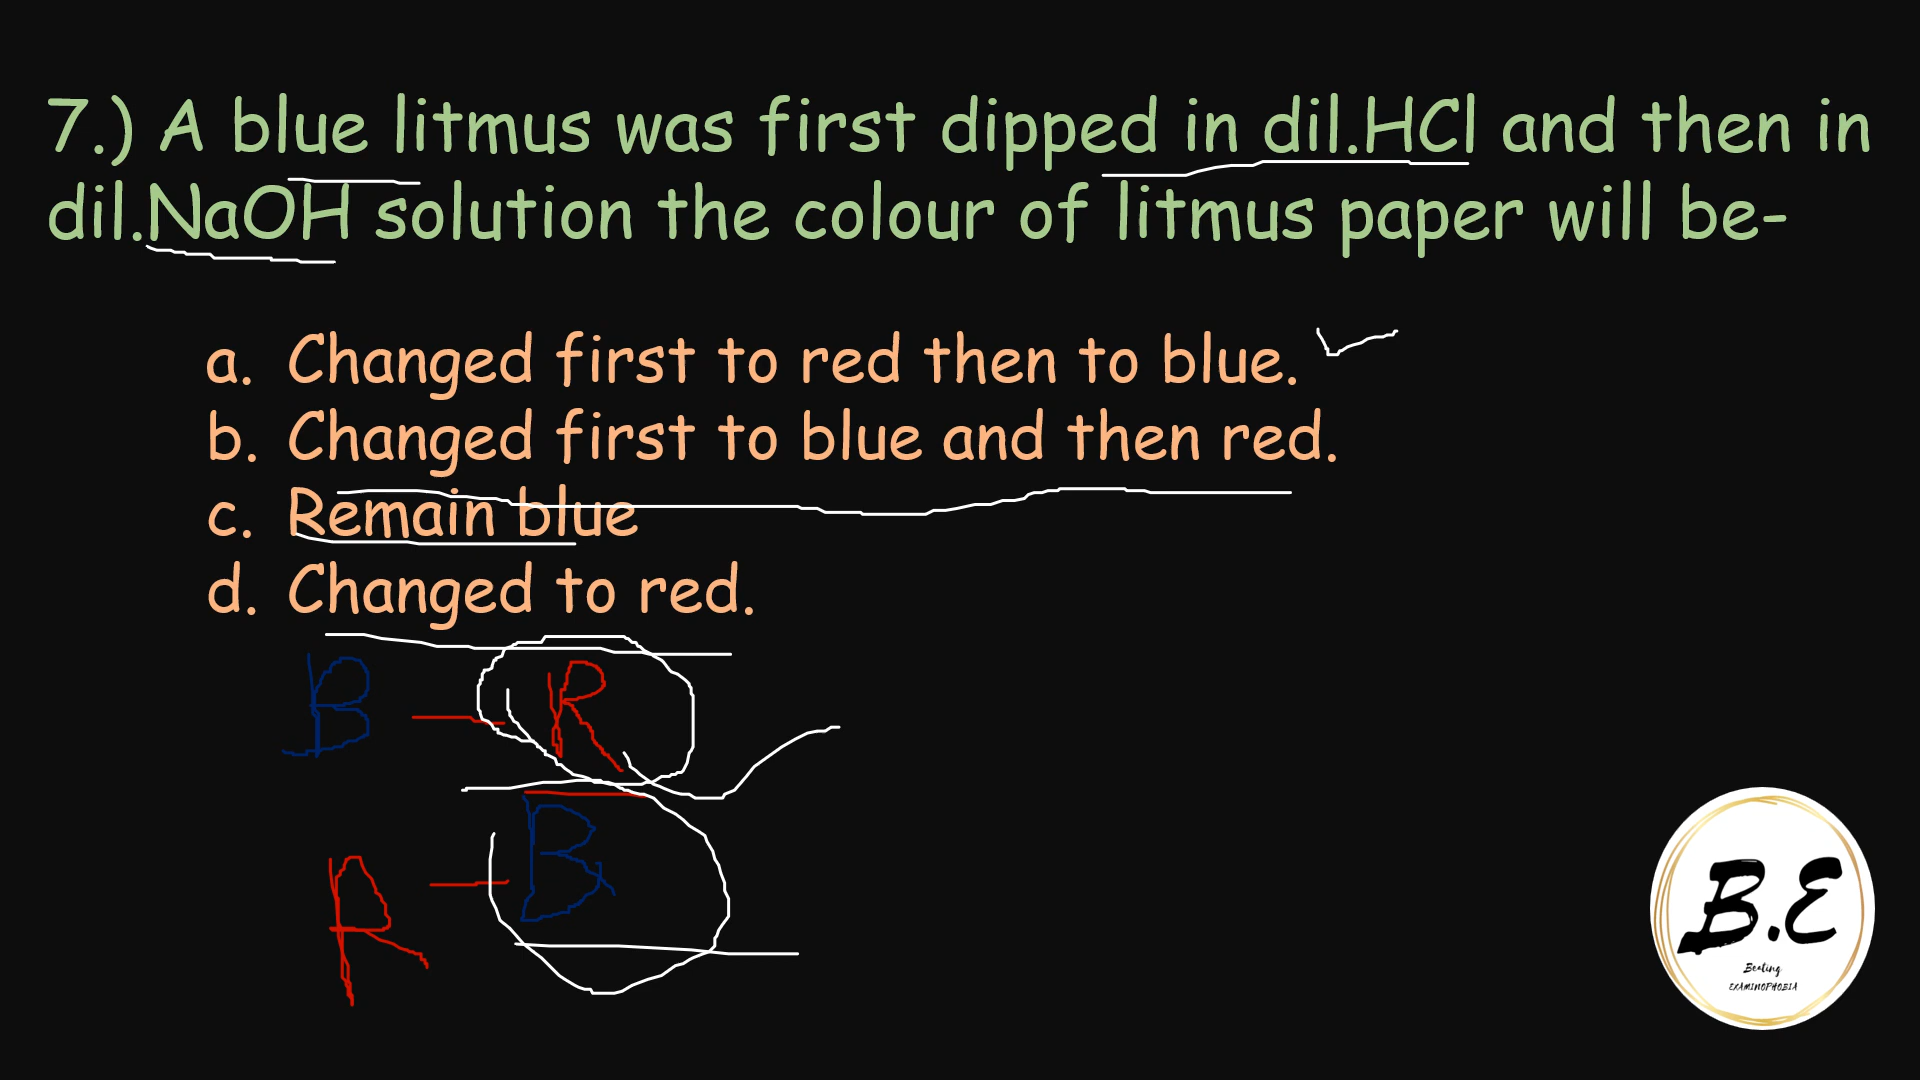 7.) A blue litmus was first dipped in dil.HCl and then in
dil.NaOH solution the colour of litmus paper will be-
a. Changed first to red then to blue.
b. Changed first to blue and then red.
c. Remain blue
d. Changed to red.
B — R
R — B
B.E
Beating
EXAMINOPHOBIA